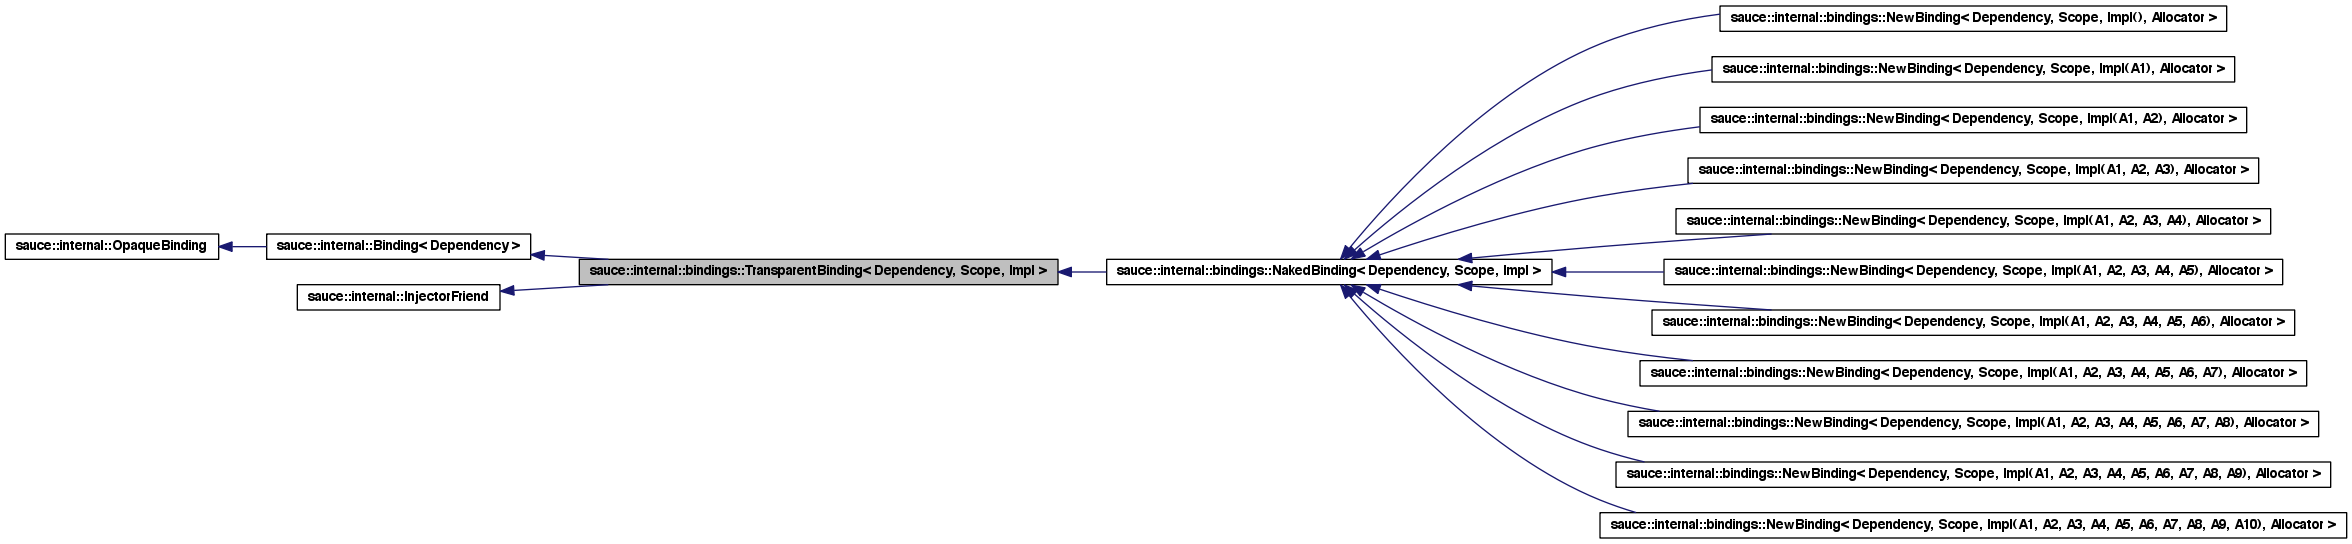 sauce::internal::bindings::NewBinding< Dependency, Scope, Impl(), Allocator >
sauce::internal::bindings::NewBinding< Dependency, Scope, Impl(A1), Allocator >
sauce::internal::bindings::NewBinding< Dependency, Scope, Impl(A1, A2), Allocator >
sauce::internal::bindings::NewBinding< Dependency, Scope, Impl(A1, A2, A3), Allocator >
sauce::internal::bindings::NewBinding< Dependency, Scope, Impl(A1, A2, A3, A4), Allocator >
sauce::internal::OpaqueBinding
sauce::internal::Binding< Dependency >
sauce::internal::bindings::TransparentBinding< Dependency, Scope, Impl >
sauce::internal::InjectorFriend
sauce::internal::bindings::NakedBinding< Dependency, Scope, Impl >
sauce::internal::bindings::NewBinding< Dependency, Scope, Impl(A1, A2, A3, A4, A5), Allocator >
sauce::internal::bindings::NewBinding< Dependency, Scope, Impl(A1, A2, A3, A4, A5, A6), Allocator >
sauce::internal::bindings::NewBinding< Dependency, Scope, Impl(A1, A2, A3, A4, A5, A6, A7), Allocator >
sauce::internal::bindings::NewBinding< Dependency, Scope, Impl(A1, A2, A3, A4, A5, A6, A7, A8), Allocator >
sauce::internal::bindings::NewBinding< Dependency, Scope, Impl(A1, A2, A3, A4, A5, A6, A7, A8, A9), Allocator >
sauce::internal::bindings::NewBinding< Dependency, Scope, Impl(A1, A2, A3, A4, A5, A6, A7, A8, A9, A10), Allocator >